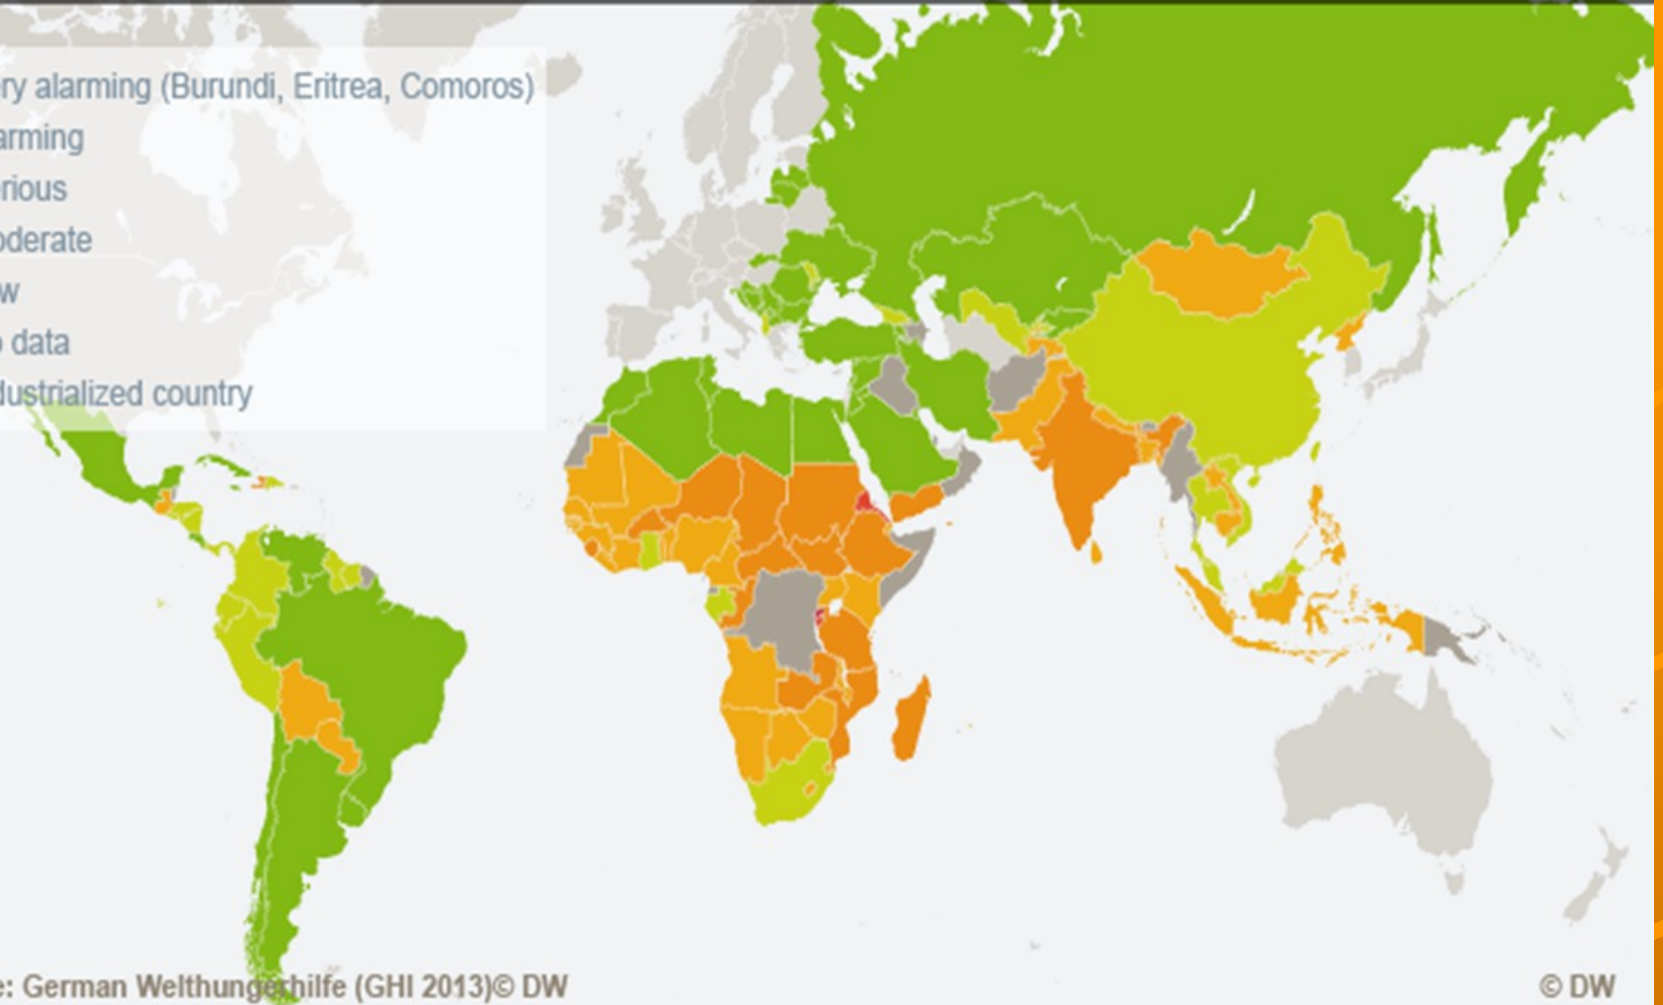 ry alarming (Burundi, Eritrea, Comoros)
arming
rious
oderate
w
o data
dustrialized country
e: German Welthungerhilfe (GHI 2013)© DW
© DW